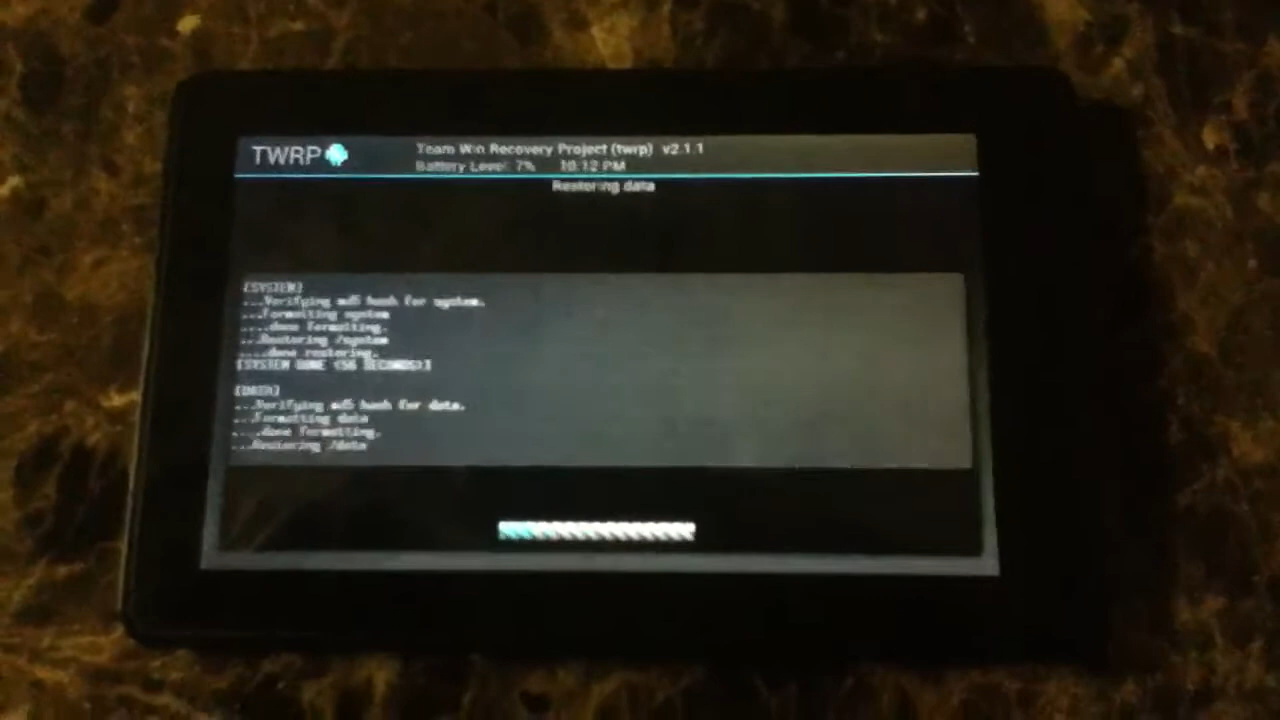 TWRP
Team Win Recovery Project (twrp) v2.1.1
Battery Level: 7% 10:12 PM
Restoring data
[SYSTEM]
...Verifying md5 hash for system.
...Formatting system
....done formatting.
...Restoring /system
....done restoring.
[SYSTEM DONE (56 SECONDS)]
[DATA]
...Verifying md5 hash for data.
...Formatting data
....done formatting.
...Restoring /data